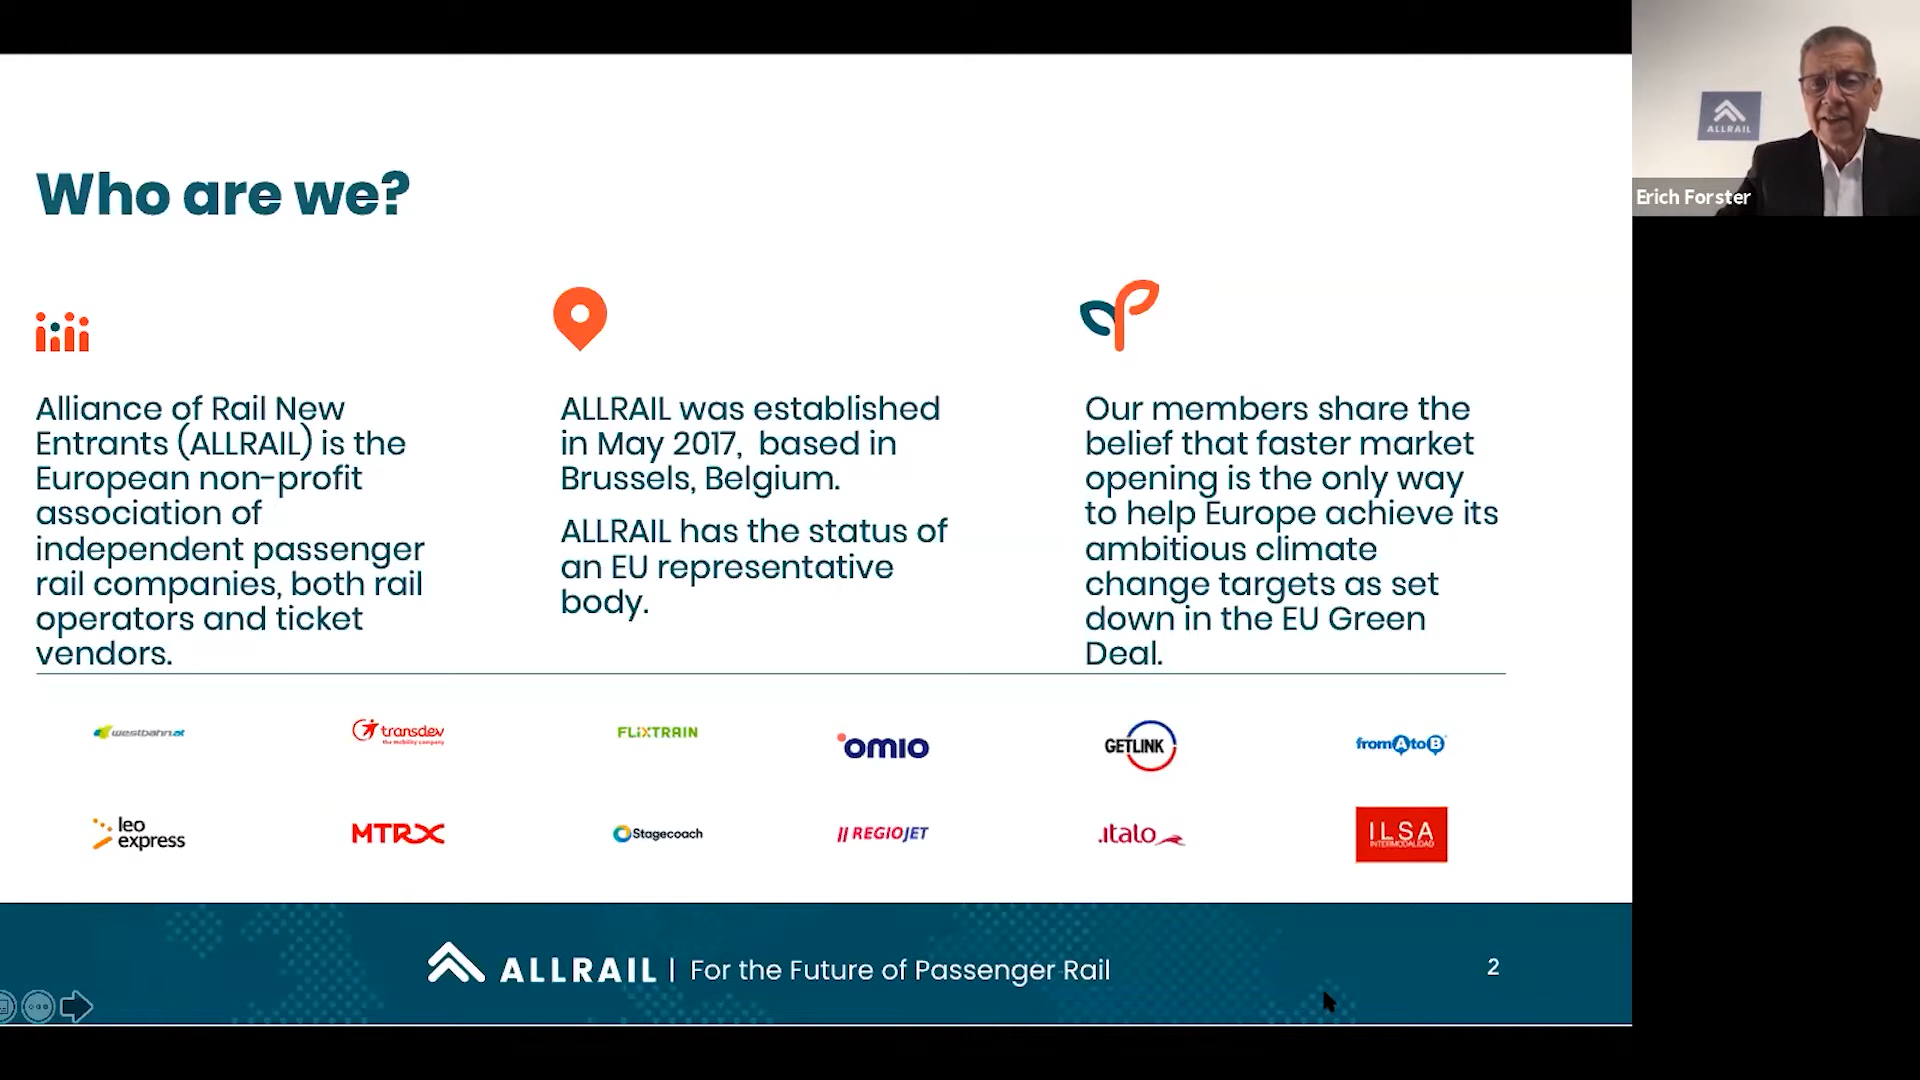 Who are we?
Alliance of Rail New
Entrants (ALLRAIL) is the
European non-profit
association of
independent passenger
rail companies, both rail
operators and ticket
vendors.
ALLRAIL was established
in May 2017, based in
Brussels, Belgium.
ALLRAIL has the status of
an EU representative
body.
Our members share the
belief that faster market
opening is the only way
to help Europe achieve its
ambitious climate
change targets as set
down in the EU Green
Deal.
westbahn.at
transdev
the mobility company
FLiXTRAIN
omio
GETLINK
fromAtoB
leo
express
MTRX
Stagecoach
REGIOJET
.italo
ILSA
INTERMODALIDAD
ALLRAIL | For the Future of Passenger Rail
2
ALLRAIL
Erich Forster